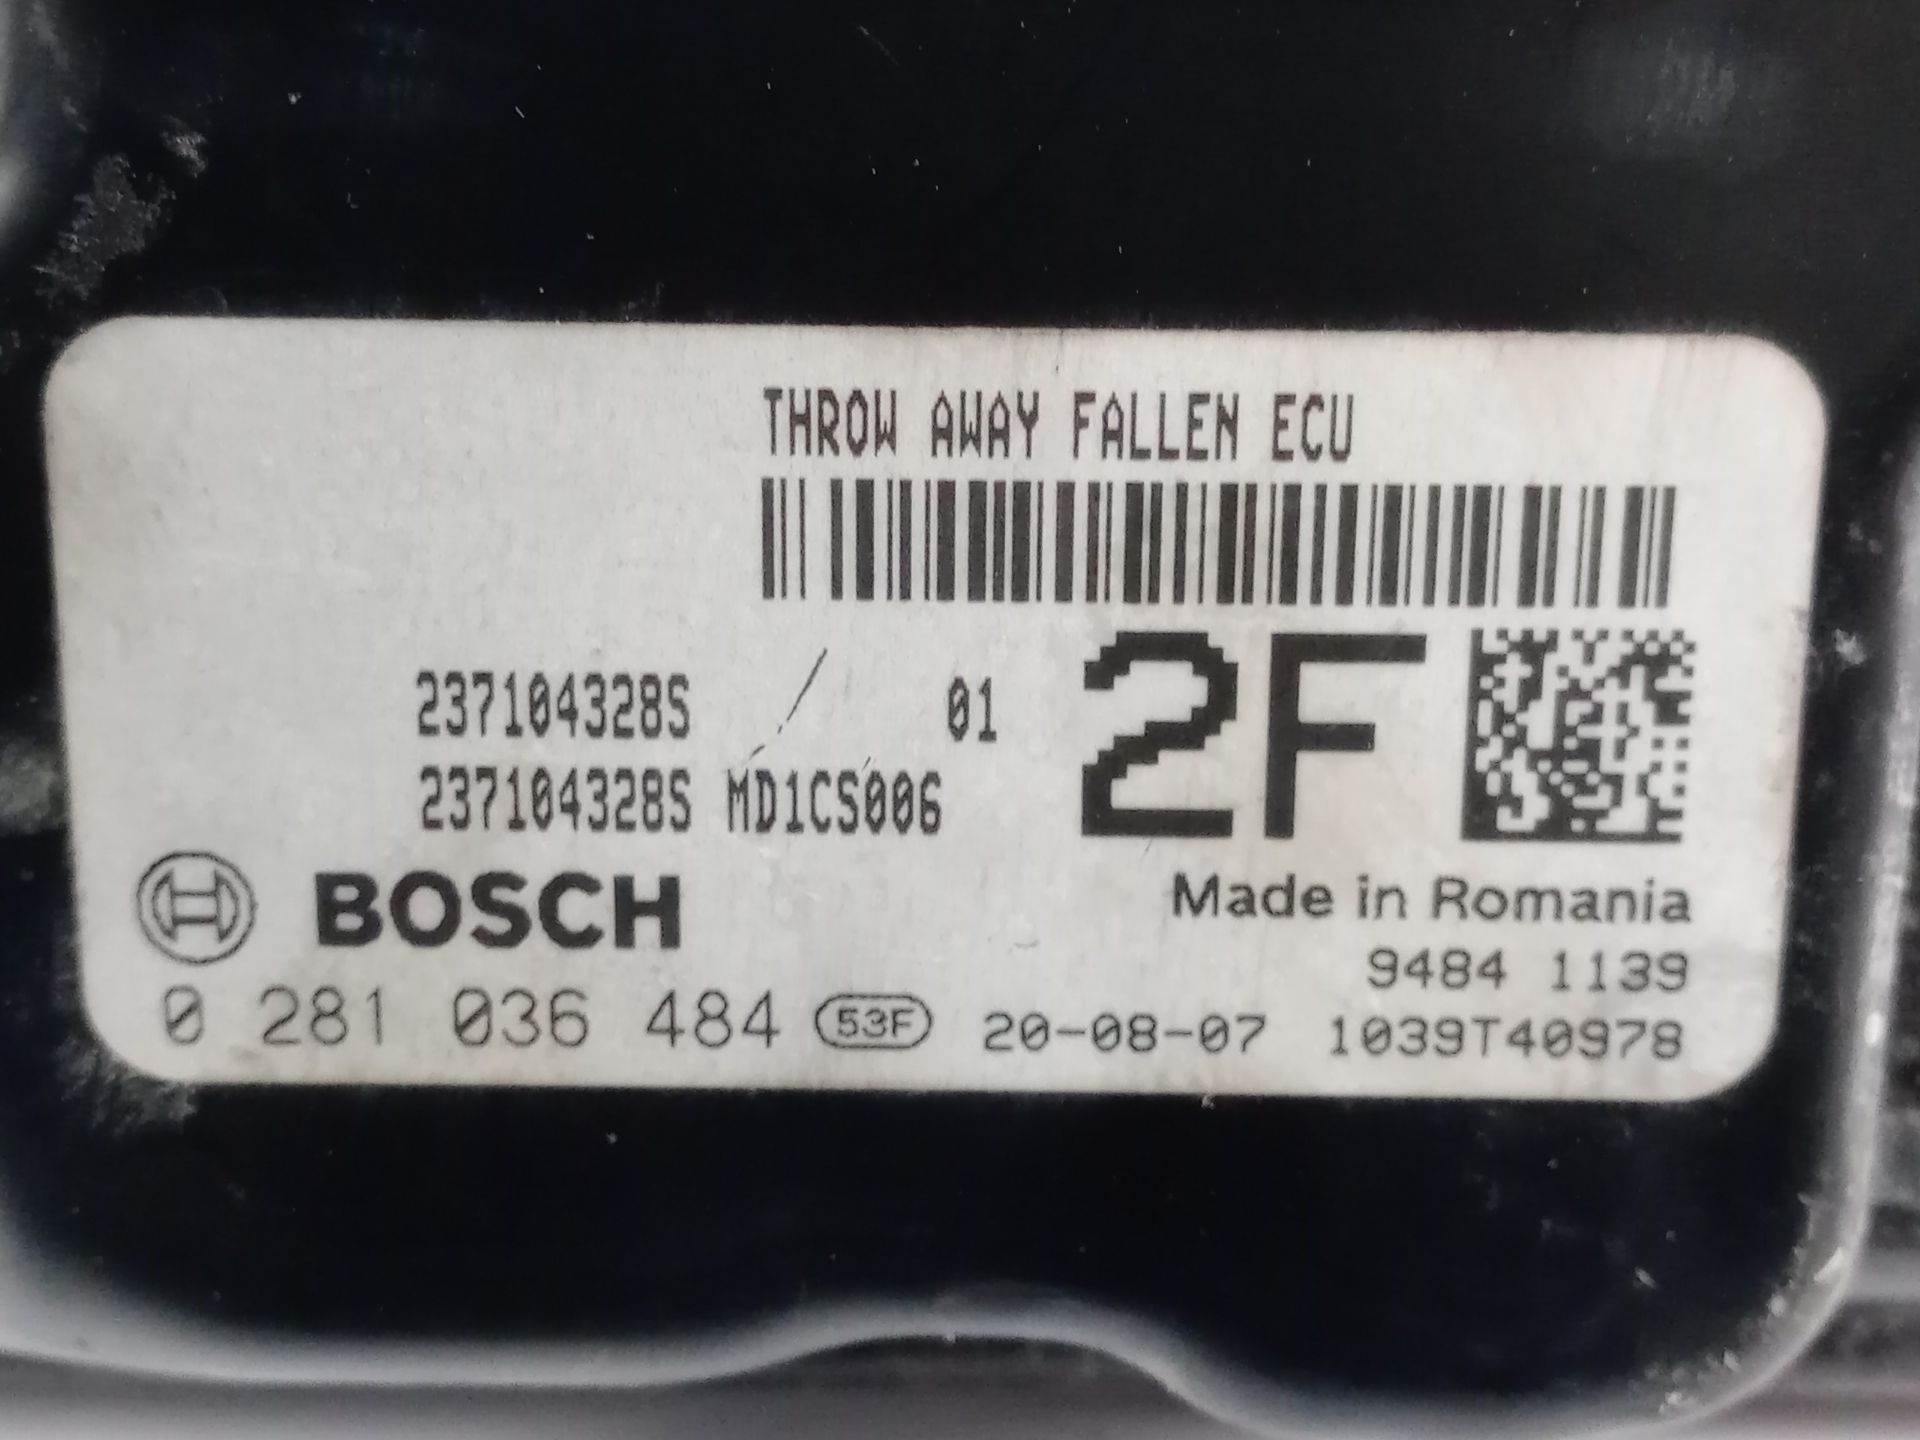 THROW AWAY FALLEN ECU
237104328S 01 2F
237104328S MD1CS006
BOSCH
Made in Romania
9484 1139
0 281 036 484 53F 20-08-07 1039T40978